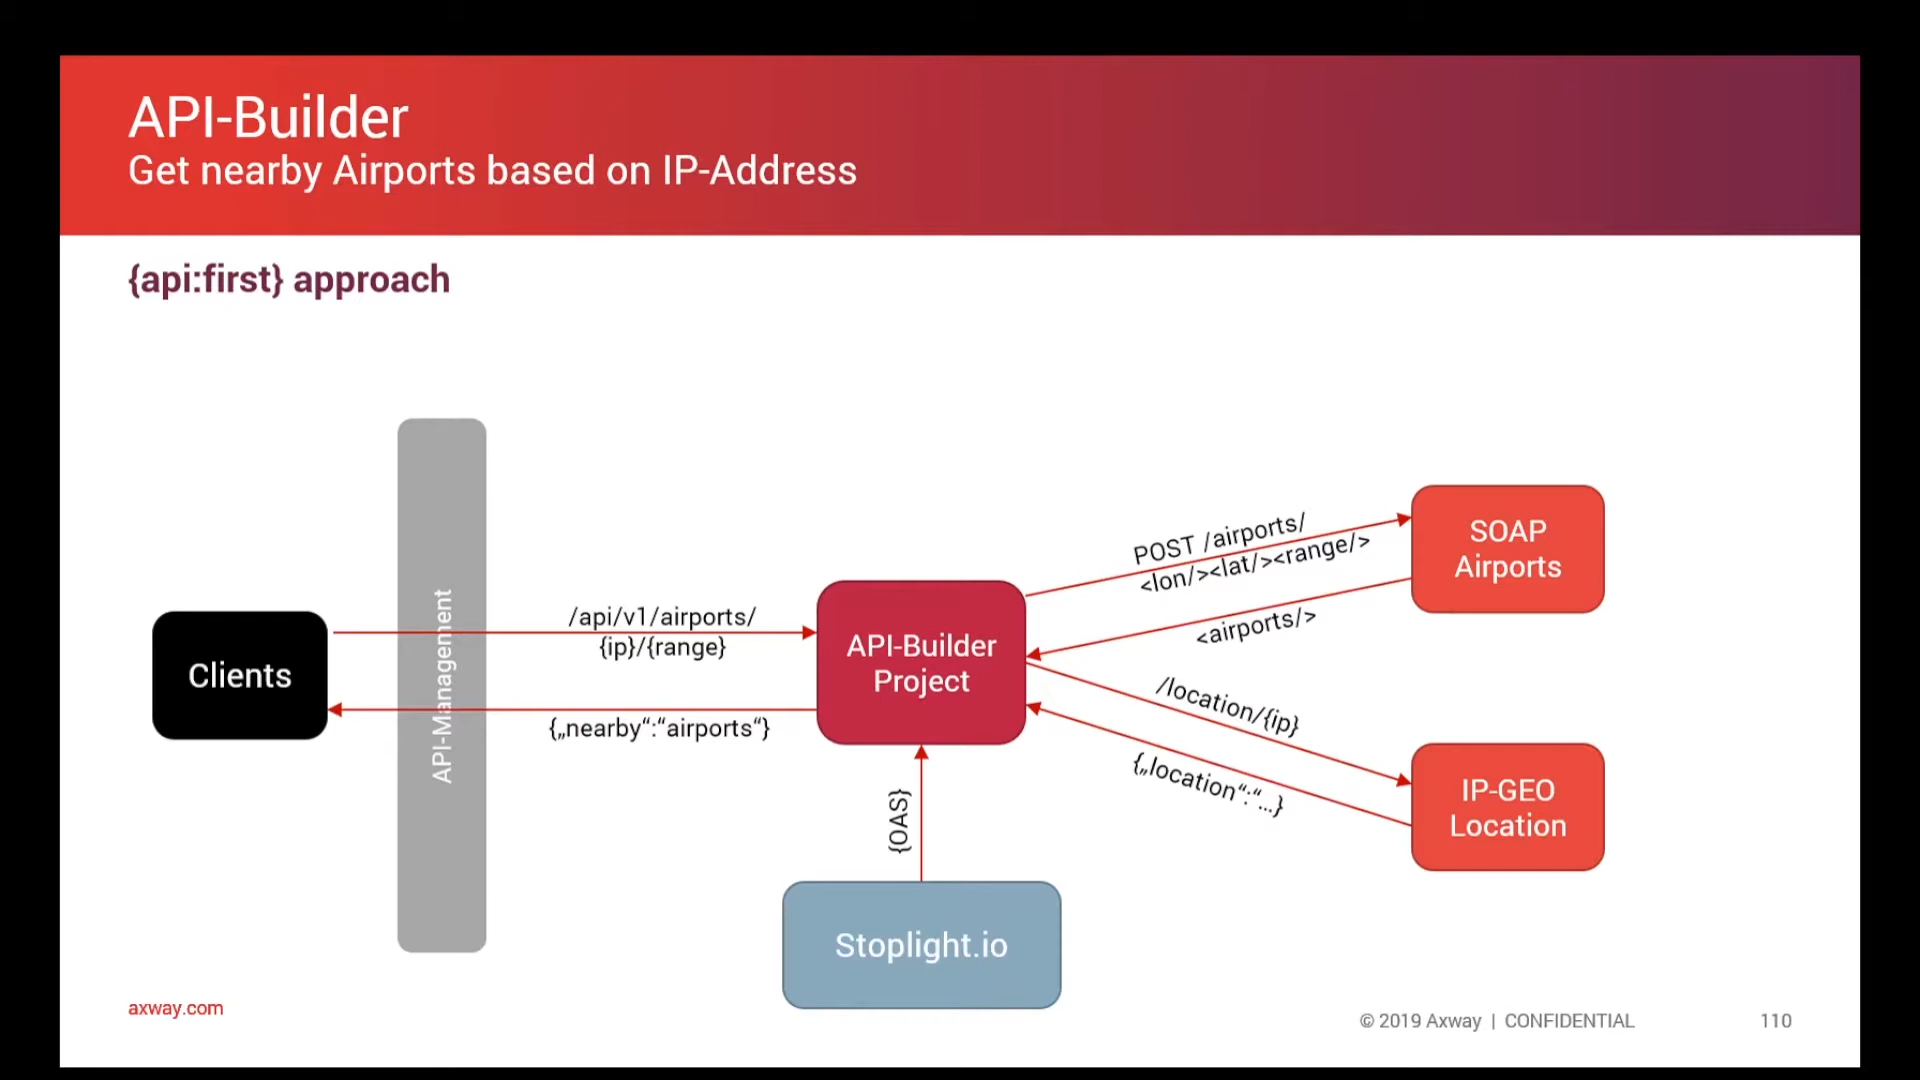 API-Builder
Get nearby Airports based on IP-Address
{api:first} approach
Clients
API-Management
/api/v1/airports/
{ip}/{range}
{„nearby“:“airports“}
API-Builder
Project
{OAS}
Stoplight.io
POST /airports/
<lon/><lat/><range/>
<airports/>
SOAP
Airports
/location/{ip}
{„location“:“…}
IP-GEO
Location
axway.com
© 2019 Axway | CONFIDENTIAL
110